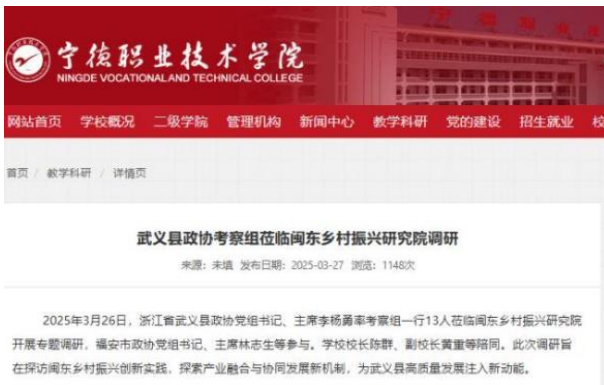 宁德职业技术学院
NINGDE VOCATIONAL AND TECHNICAL COLLEGE
网站首页 学校概况 二级学院 管理机构 新闻中心 教学科研 党的建设 招生就业 校
首页 / 教学科研 / 详情页
武义县政协考察组莅临闽东乡村振兴研究院调研
来源: 未填 发布日期: 2025-03-27 浏览: 1148次
2025年3月26日，浙江省武义县政协党组书记、主席李杨勇率考察组一行13人莅临闽东乡村振兴研究院
开展专题调研，福安市政协党组书记、主席林志生等参与。学校校长陈群、副校长黄重等陪同。此次调研旨
在探访闽东乡村振兴创新实践，探索产业融合与协同发展新机制，为武义县高质量发展注入新动能。